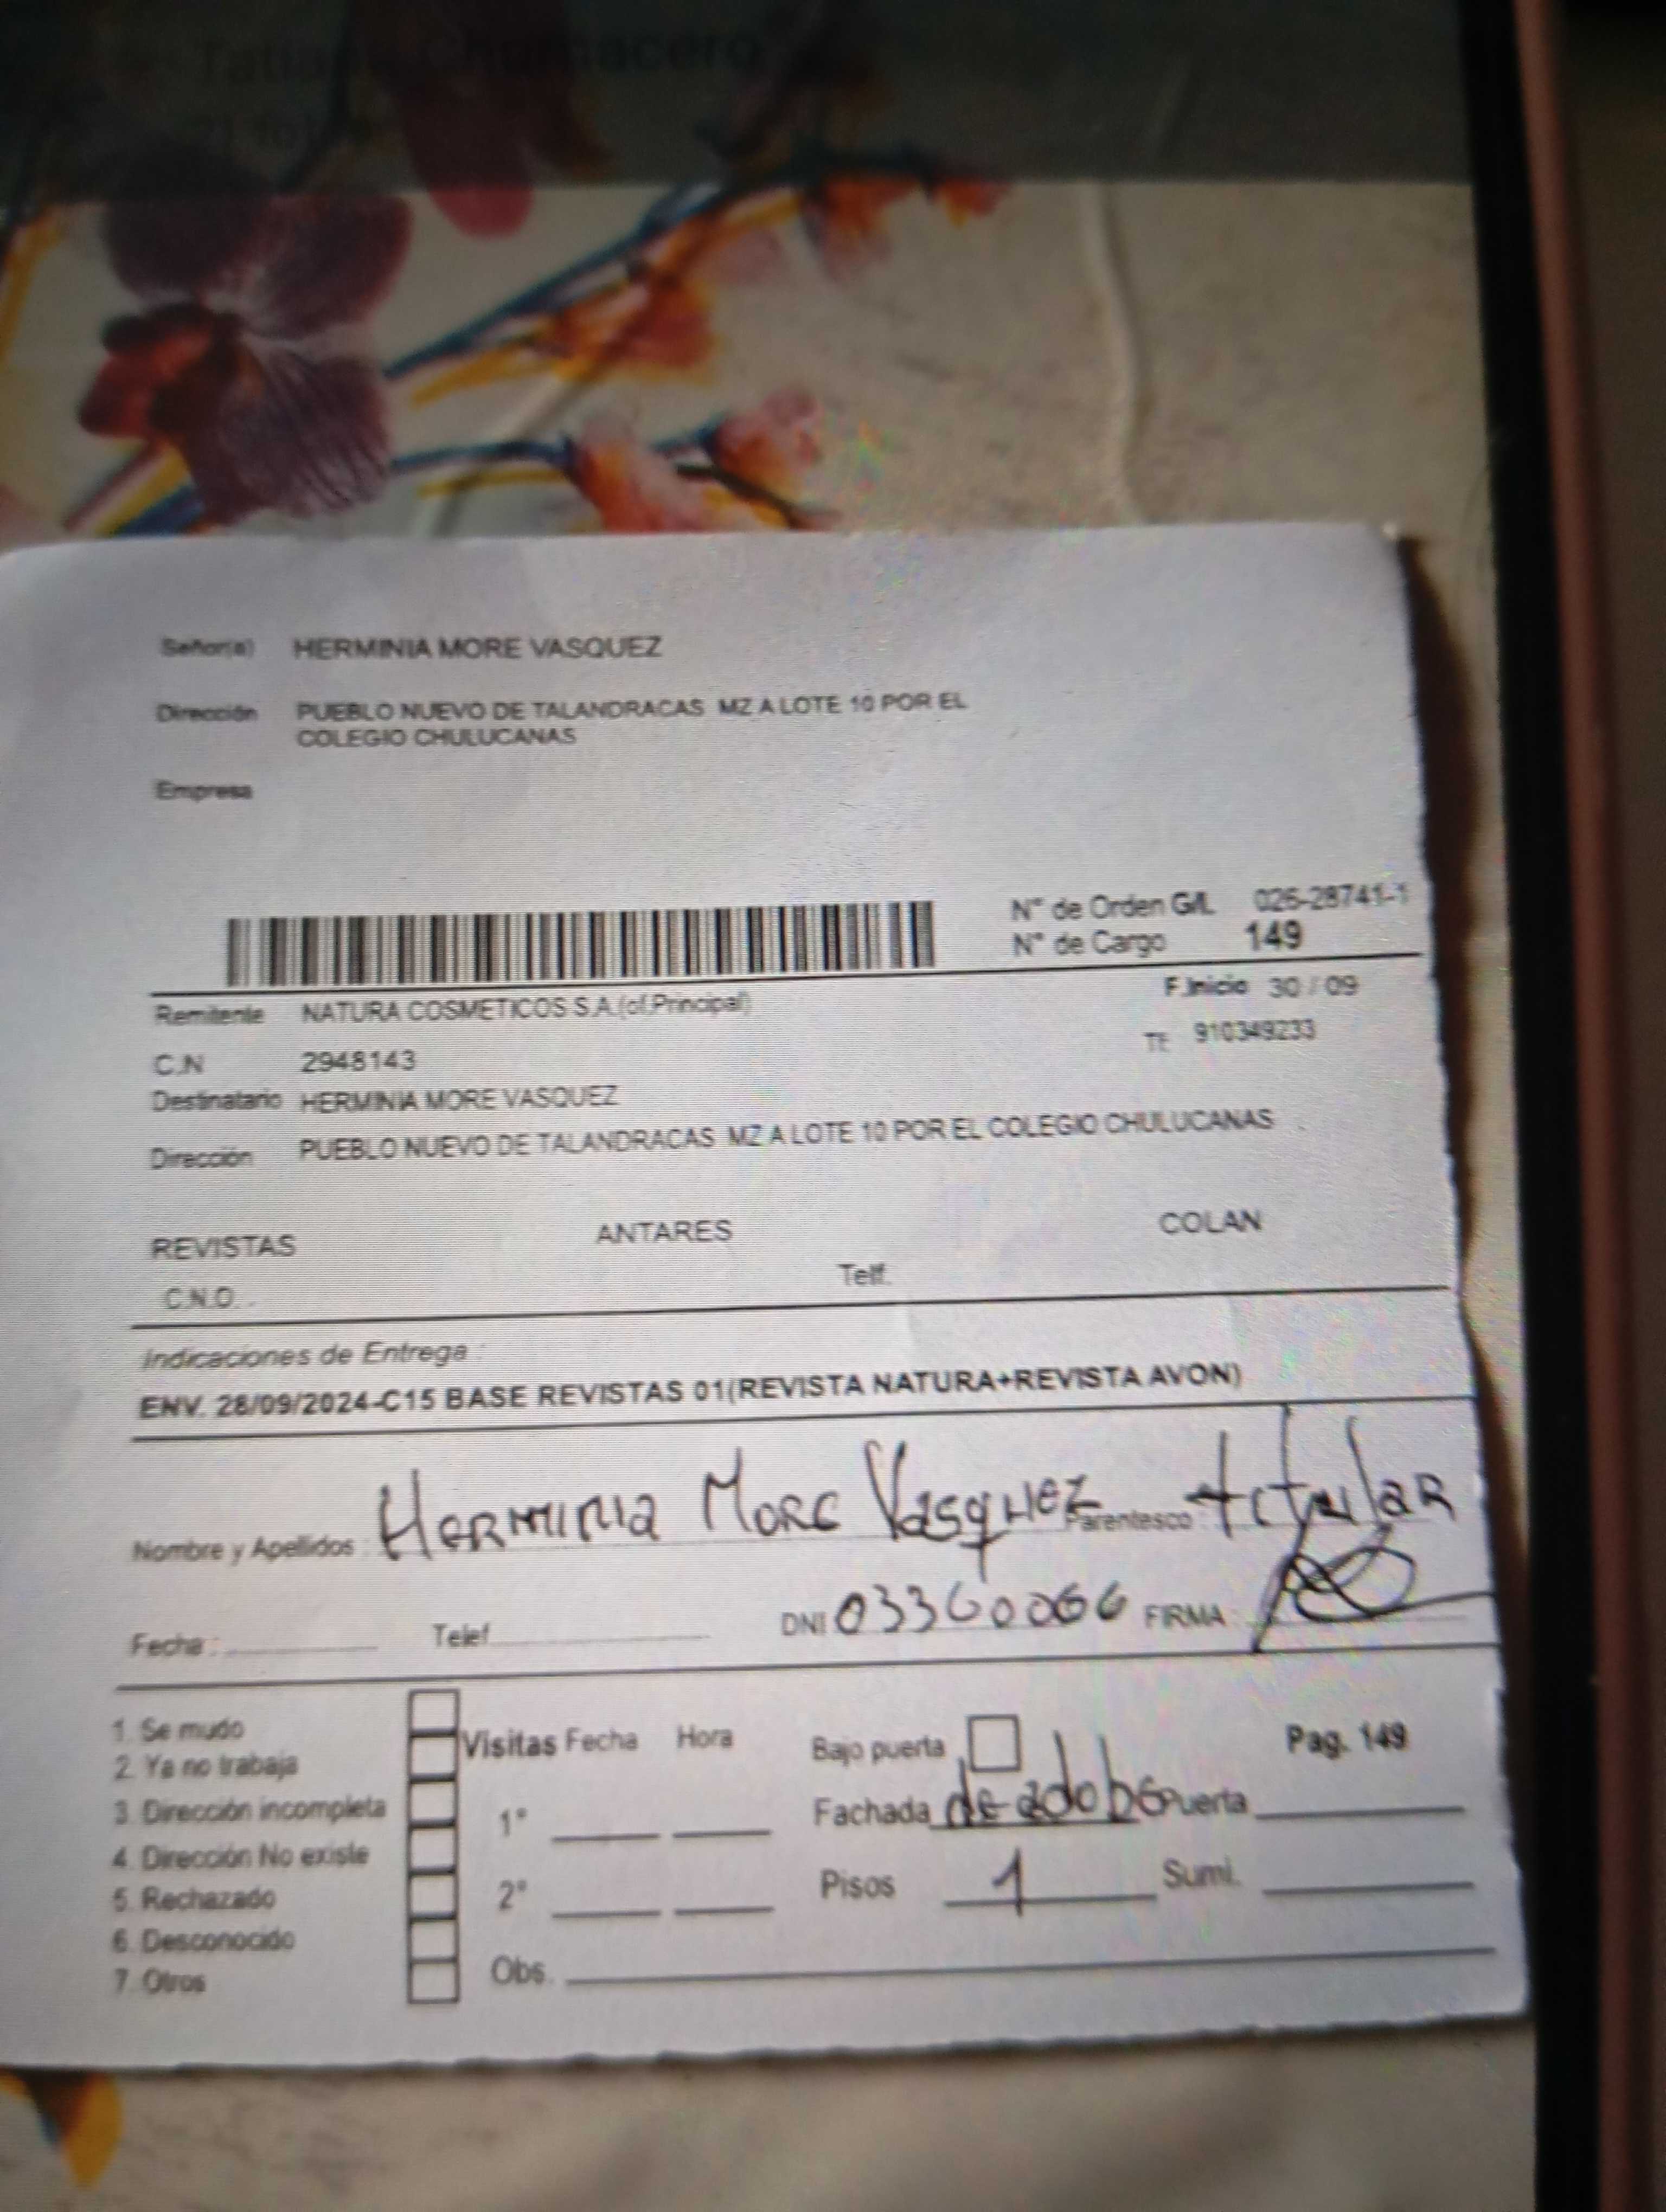 Señor(a) HERMINIA MORE VASQUEZ
Dirección PUEBLO NUEVO DE TALANDRACAS MZ A LOTE 10 POR EL
COLEGIO CHULUCANAS
Empresa
N° de Orden G/L 026-28741-1
N° de Cargo 149
F.Inicio 30 / 09
Remitente NATURA COSMETICOS S.A.(of.Principal)
Tf: 910349233
C.N 2948143
Destinatario HERMINIA MORE VASQUEZ
Dirección PUEBLO NUEVO DE TALANDRACAS MZ A LOTE 10 POR EL COLEGIO CHULUCANAS
REVISTAS ANTARES COLAN
C.N.O. Telf.
Indicaciones de Entrega :
ENV. 28/09/2024-C15 BASE REVISTAS 01(REVISTA NATURA+REVISTA AVON)
Nombre y Apellidos : Herminia More Vasquez Parentesco titular
Fecha : Telef DNI 03360066 FIRMA :
1. Se mudo
2. Ya no trabaja
3. Dirección incompleta
4. Dirección No existe
5. Rechazado
6. Desconocido
7. Otros
Visitas Fecha Hora
1°
2°
Obs.
Bajo puerta Pag. 149
Fachada de adobe Puerta
Pisos 1 Sumi.